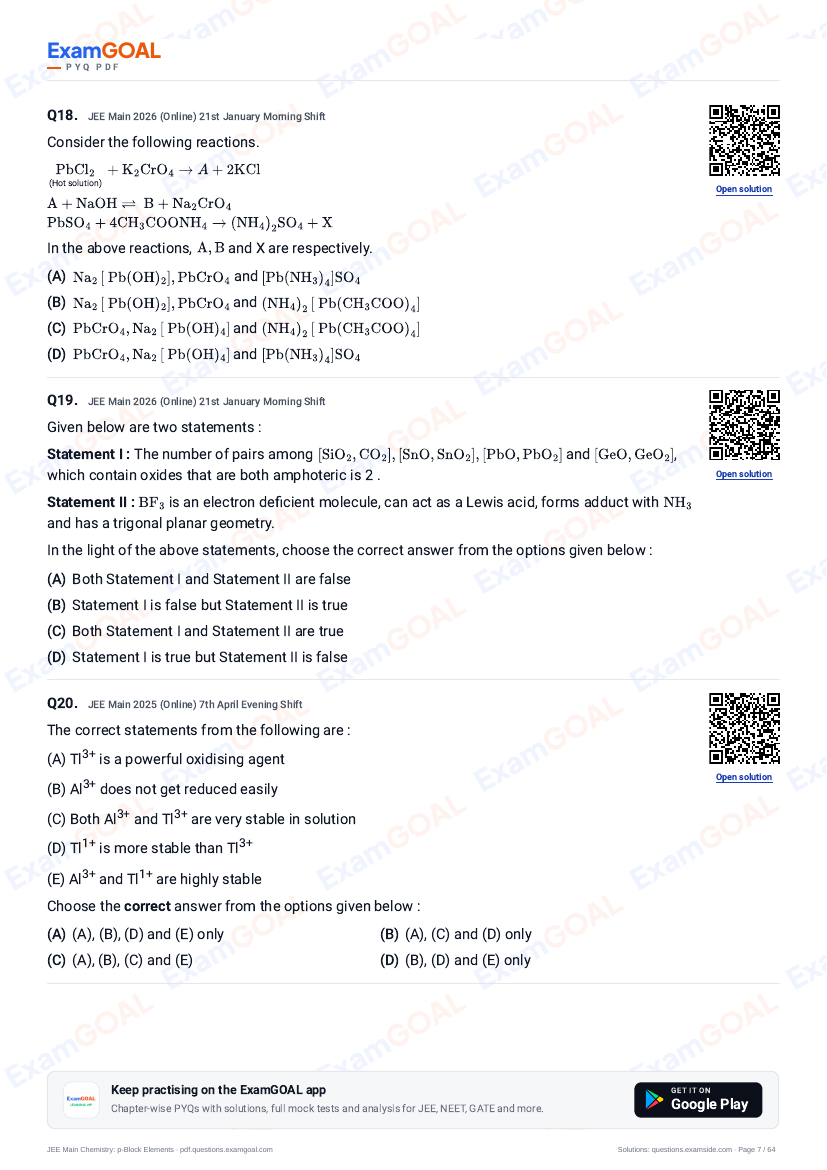 ExamGOAL
PYQ PDF
Q18. JEE Main 2026 (Online) 21st January Morning Shift
Open solution
Consider the following reactions.
PbCl₂ + K₂CrO₄ → A + 2KCl
(Hot solution)
A + NaOH ⇌ B + Na₂CrO₄
PbSO₄ + 4CH₃COONH₄ → (NH₄)₂SO₄ + X
In the above reactions, A, B and X are respectively.
(A) Na₂ [ Pb(OH)₂], PbCrO₄ and [Pb(NH₃)₄]SO₄
(B) Na₂ [ Pb(OH)₂], PbCrO₄ and (NH₄)₂ [ Pb(CH₃COO)₄]
(C) PbCrO₄, Na₂ [ Pb(OH)₄] and (NH₄)₂ [ Pb(CH₃COO)₄]
(D) PbCrO₄, Na₂ [ Pb(OH)₄] and [Pb(NH₃)₄]SO₄
Q19. JEE Main 2026 (Online) 21st January Morning Shift
Open solution
Given below are two statements :
Statement I : The number of pairs among [SiO₂, CO₂], [SnO, SnO₂], [PbO, PbO₂] and [GeO, GeO₂],
which contain oxides that are both amphoteric is 2 .
Statement II : BF₃ is an electron deficient molecule, can act as a Lewis acid, forms adduct with NH₃
and has a trigonal planar geometry.
In the light of the above statements, choose the correct answer from the options given below :
(A) Both Statement I and Statement II are false
(B) Statement I is false but Statement II is true
(C) Both Statement I and Statement II are true
(D) Statement I is true but Statement II is false
Q20. JEE Main 2025 (Online) 7th April Evening Shift
Open solution
The correct statements from the following are :
(A) Tl³⁺ is a powerful oxidising agent
(B) Al³⁺ does not get reduced easily
(C) Both Al³⁺ and Tl³⁺ are very stable in solution
(D) Tl¹⁺ is more stable than Tl³⁺
(E) Al³⁺ and Tl¹⁺ are highly stable
Choose the correct answer from the options given below :
(A) (A), (B), (D) and (E) only
(B) (A), (C) and (D) only
(C) (A), (B), (C) and (E)
(D) (B), (D) and (E) only
ExamGOAL
Keep practising on the ExamGOAL app
Chapter-wise PYQs with solutions, full mock tests and analysis for JEE, NEET, GATE and more.
GET IT ON
Google Play
JEE Main Chemistry: p-Block Elements · pdf.questions.examgoal.com
Solutions: questions.examside.com · Page 7 / 64